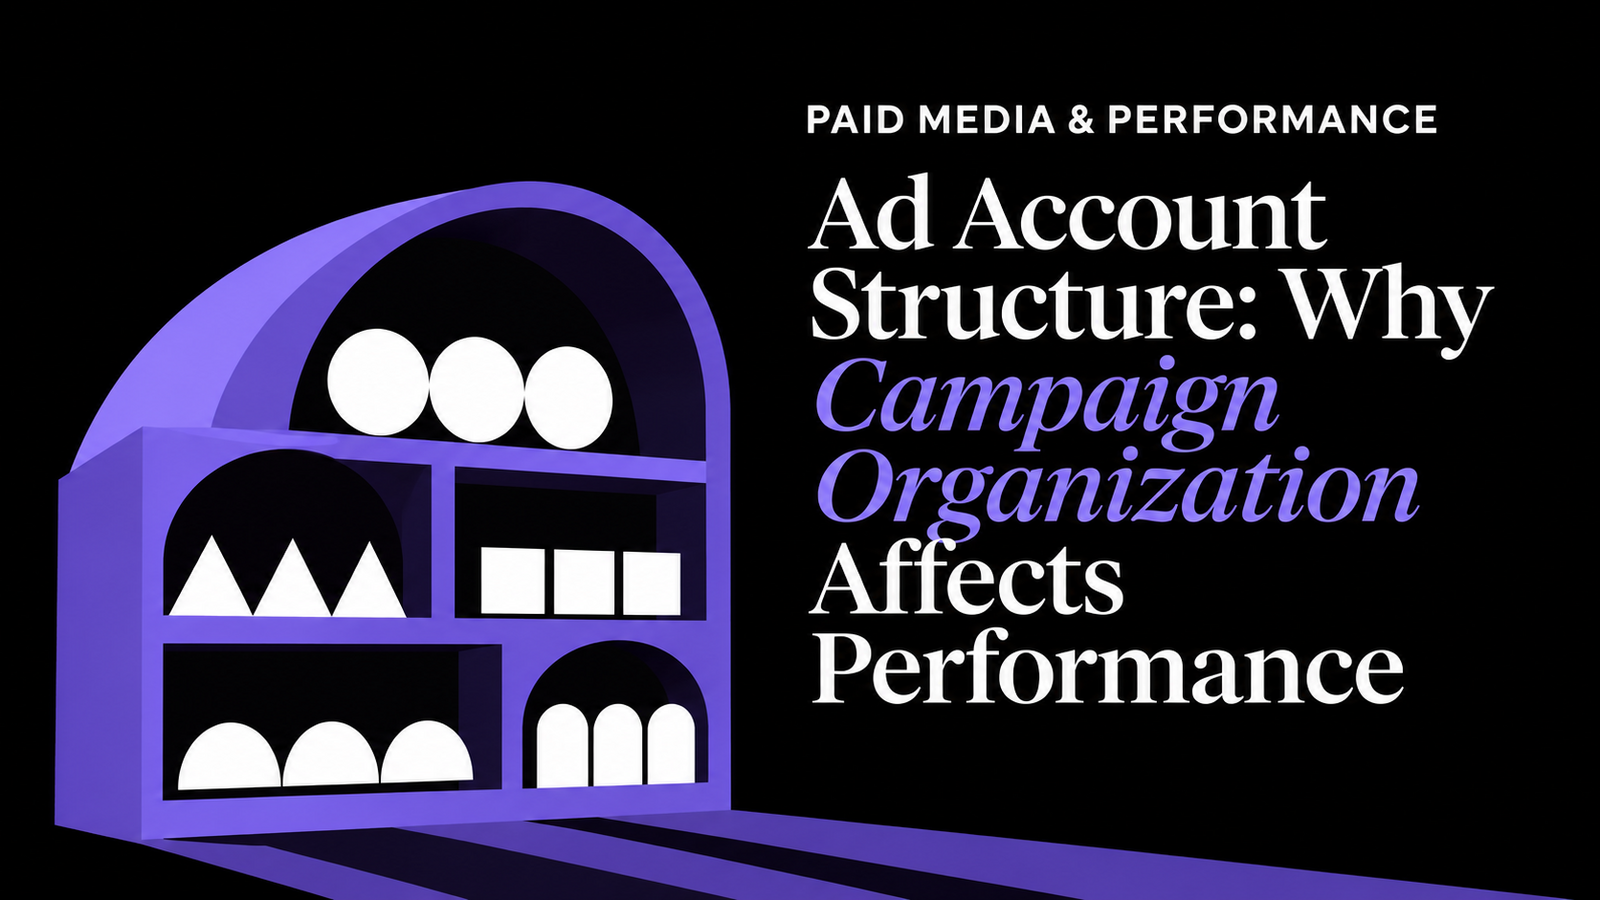 PAID MEDIA & PERFORMANCE
Ad Account
Structure: Why
Campaign
Organization
Affects
Performance